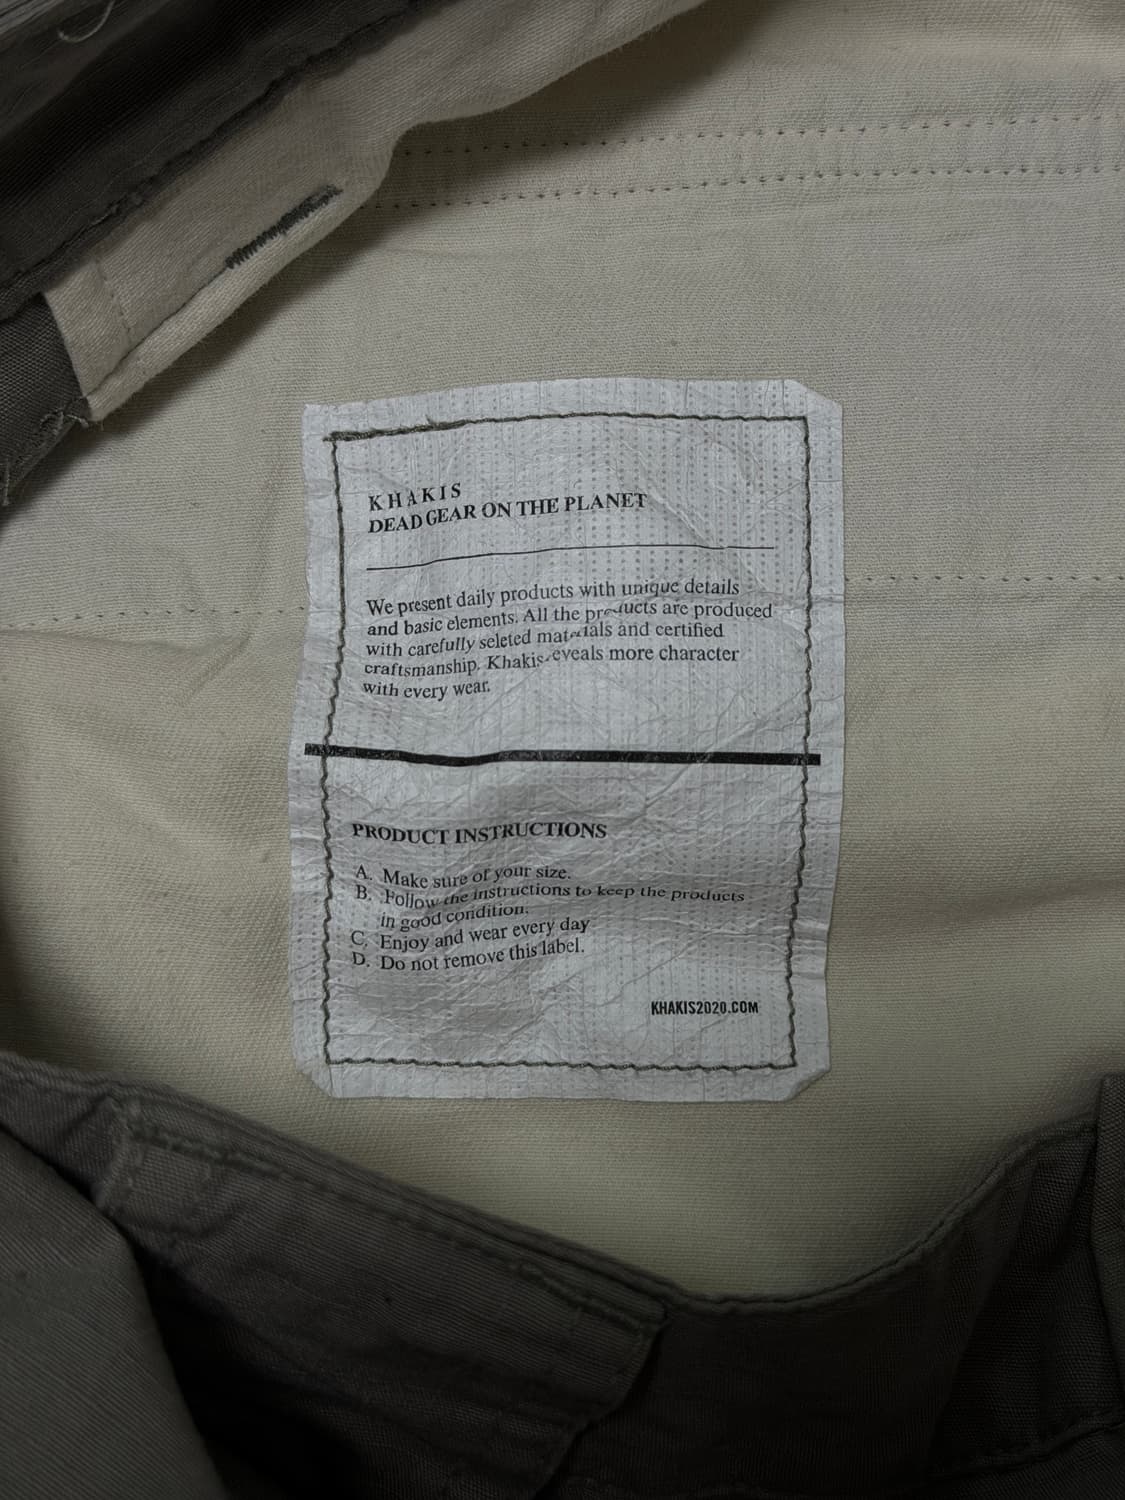 KHAKIS
DEAD GEAR ON THE PLANET
We present daily products with unique details
and basic elements. All the products are produced
with carefully seleted materials and certified
craftsmanship. Khakis reveals more character
with every wear.
PRODUCT INSTRUCTIONS
A. Make sure of your size.
B. Follow the instructions to keep the products
in good condition.
C. Enjoy and wear every day
D. Do not remove this label.
KHAKIS2020.COM